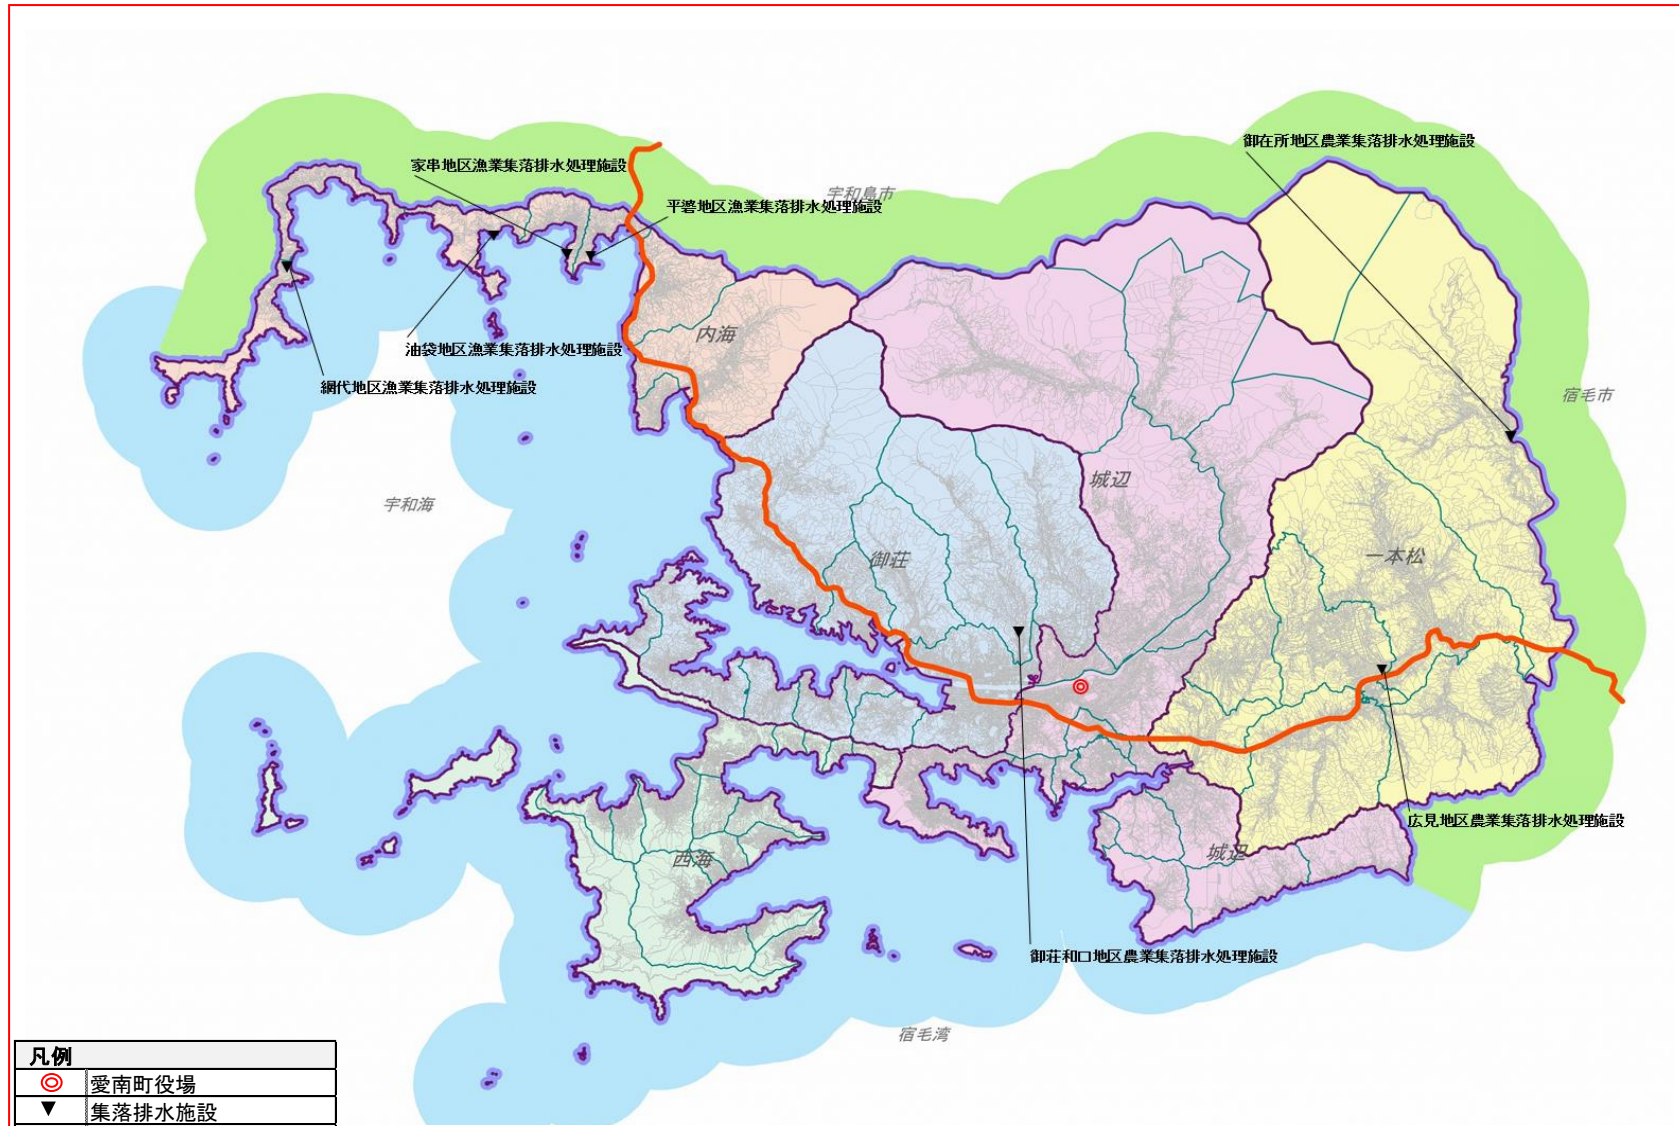 御在所地区農業集落排水処理施設
家串地区漁業集落排水処理施設
宇和島市
平碆地区漁業集落排水処理施設
内海
油袋地区漁業集落排水処理施設
網代地区漁業集落排水処理施設
宿毛市
城辺
宇和海
御荘
一本松
広見地区農業集落排水処理施設
城辺
西海
御荘和口地区農業集落排水処理施設
宿毛湾
凡例
愛南町役場
集落排水施設